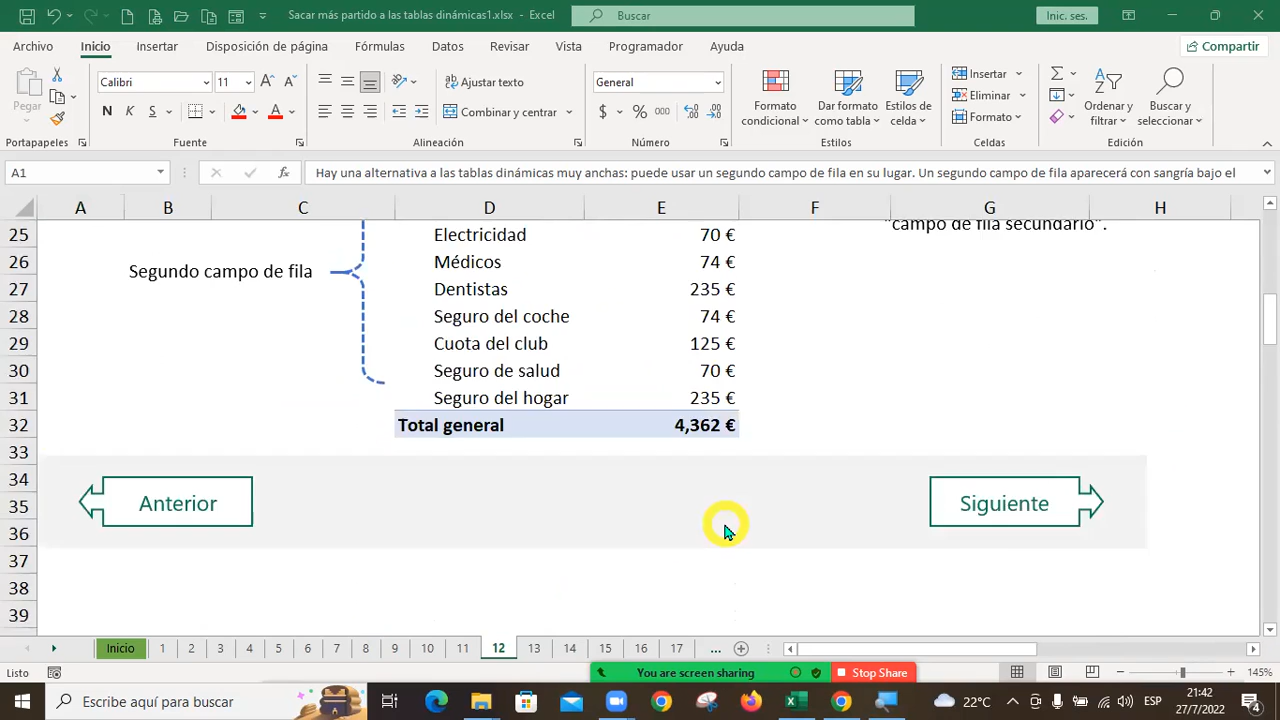 Sacar más partido a las tablas dinámicas1.xlsx - Excel
Buscar
Inic. ses.
Archivo Inicio Insertar Disposición de página Fórmulas Datos Revisar Vista Programador Ayuda Compartir
Pegar
Calibri 11
N K S
Ajustar texto
Combinar y centrar
General
$ % 000
Formato condicional
Dar formato como tabla
Estilos de celda
Insertar
Eliminar
Formato
Ordenar y filtrar
Buscar y seleccionar
Portapapeles Fuente Alineación Número Estilos Celdas Edición
A1 fx Hay una alternativa a las tablas dinámicas muy anchas: puede usar un segundo campo de fila en su lugar. Un segundo campo de fila aparecerá con sangría bajo el
A B C D E F G H
"campo de fila secundario".
25 Electricidad 70 €
26 Médicos 74 €
Segundo campo de fila
27 Dentistas 235 €
28 Seguro del coche 74 €
29 Cuota del club 125 €
30 Seguro de salud 70 €
31 Seguro del hogar 235 €
32 Total general 4,362 €
33
34
35 Anterior Siguiente
36
37
38
39
Inicio 1 2 3 4 5 6 7 8 9 10 11 12 13 14 15 16 17 ...
Listo
You are screen sharing
Stop Share
145%
Escribe aquí para buscar
22°C
ESP
21:42
27/7/2022
4